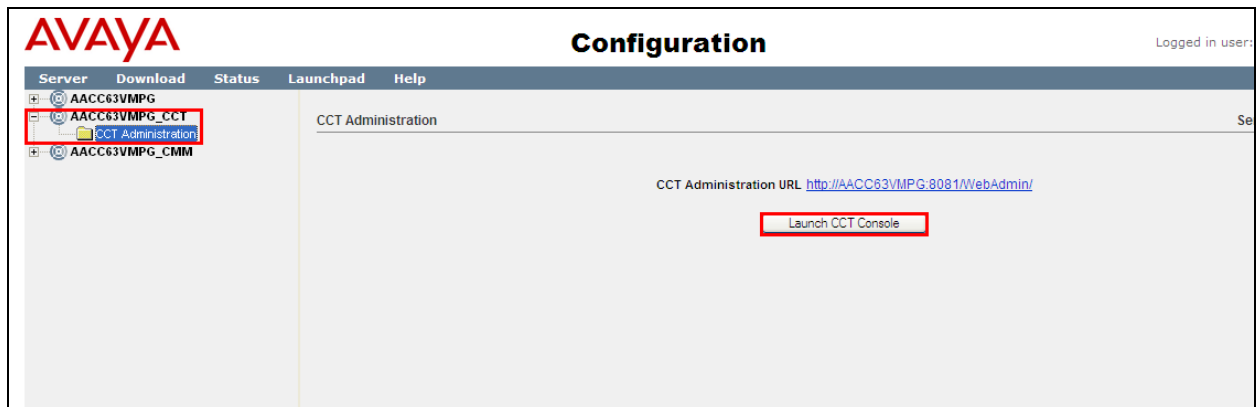 AVAYA
Configuration
Logged in user:
Server Download Status Launchpad Help
AACC63VMPG
AACC63VMPG_CCT
CCT Administration
AACC63VMPG_CMM
CCT Administration
Se
CCT Administration URL http://AACC63VMPG:8081/WebAdmin/
Launch CCT Console